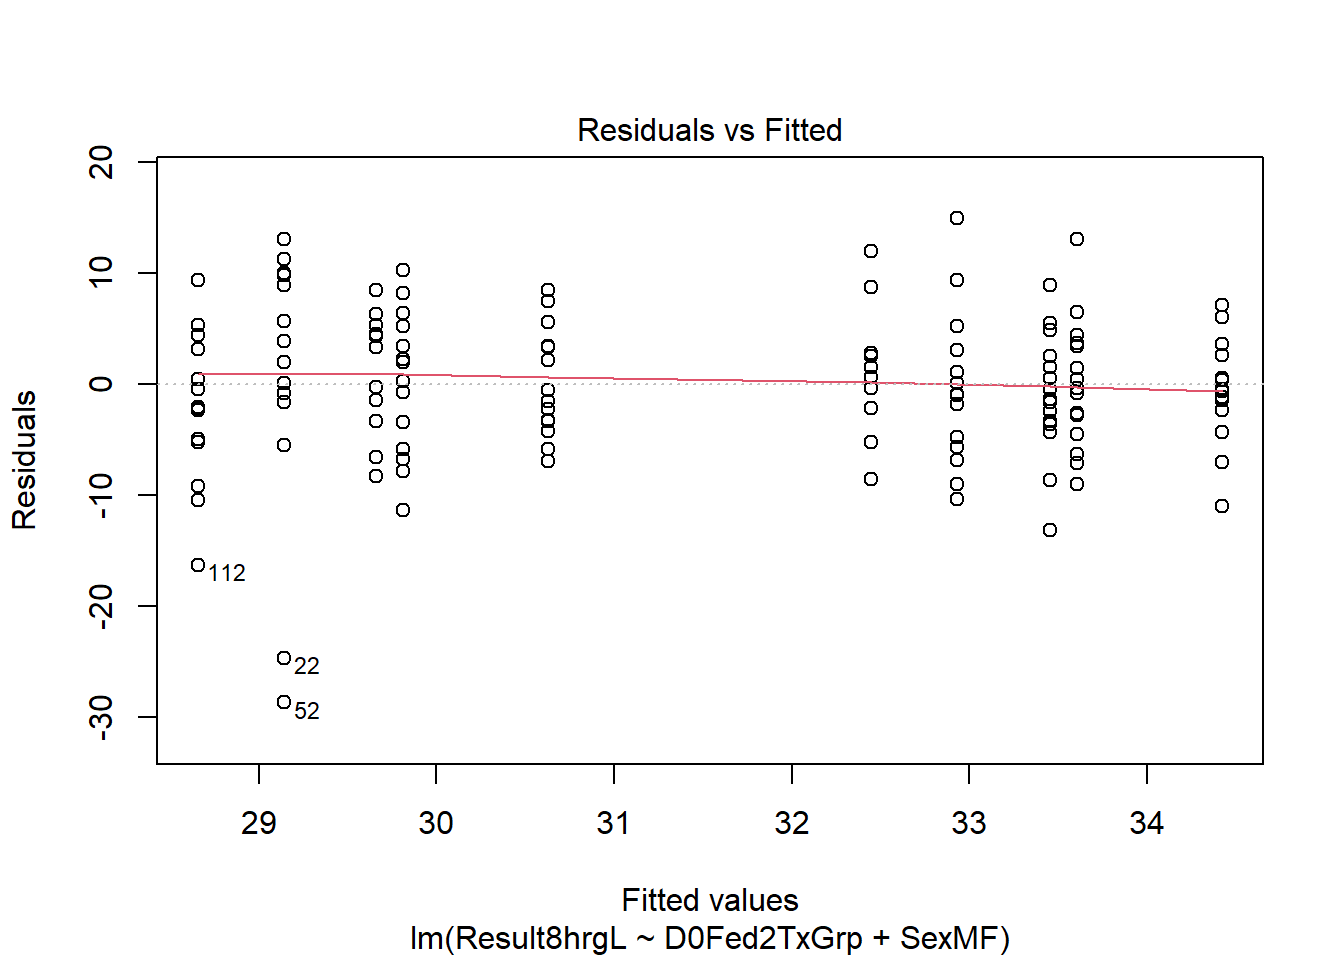 Residuals vs Fitted
20
10
0
-10
-20
-30
Residuals
112
22
52
29 30 31 32 33 34
Fitted values
lm(Result8hrgL ~ D0Fed2TxGrp + SexMF)